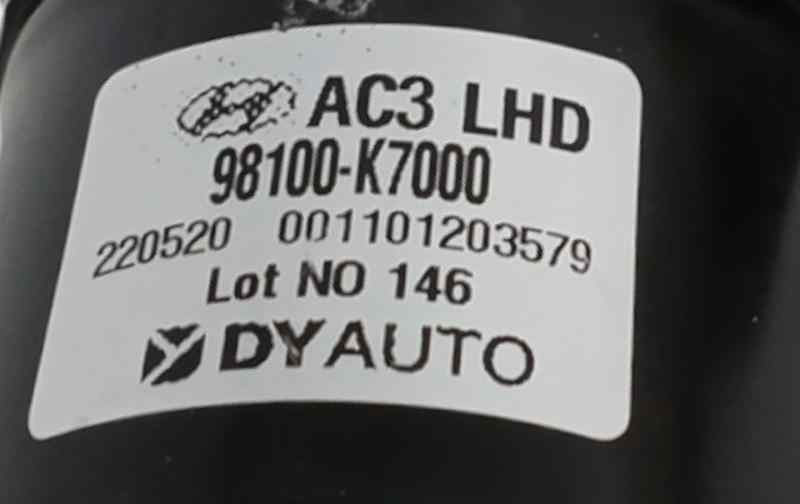 AC3 LHD
98100-K7000
220520 001101203579
Lot NO 146
DYAUTO